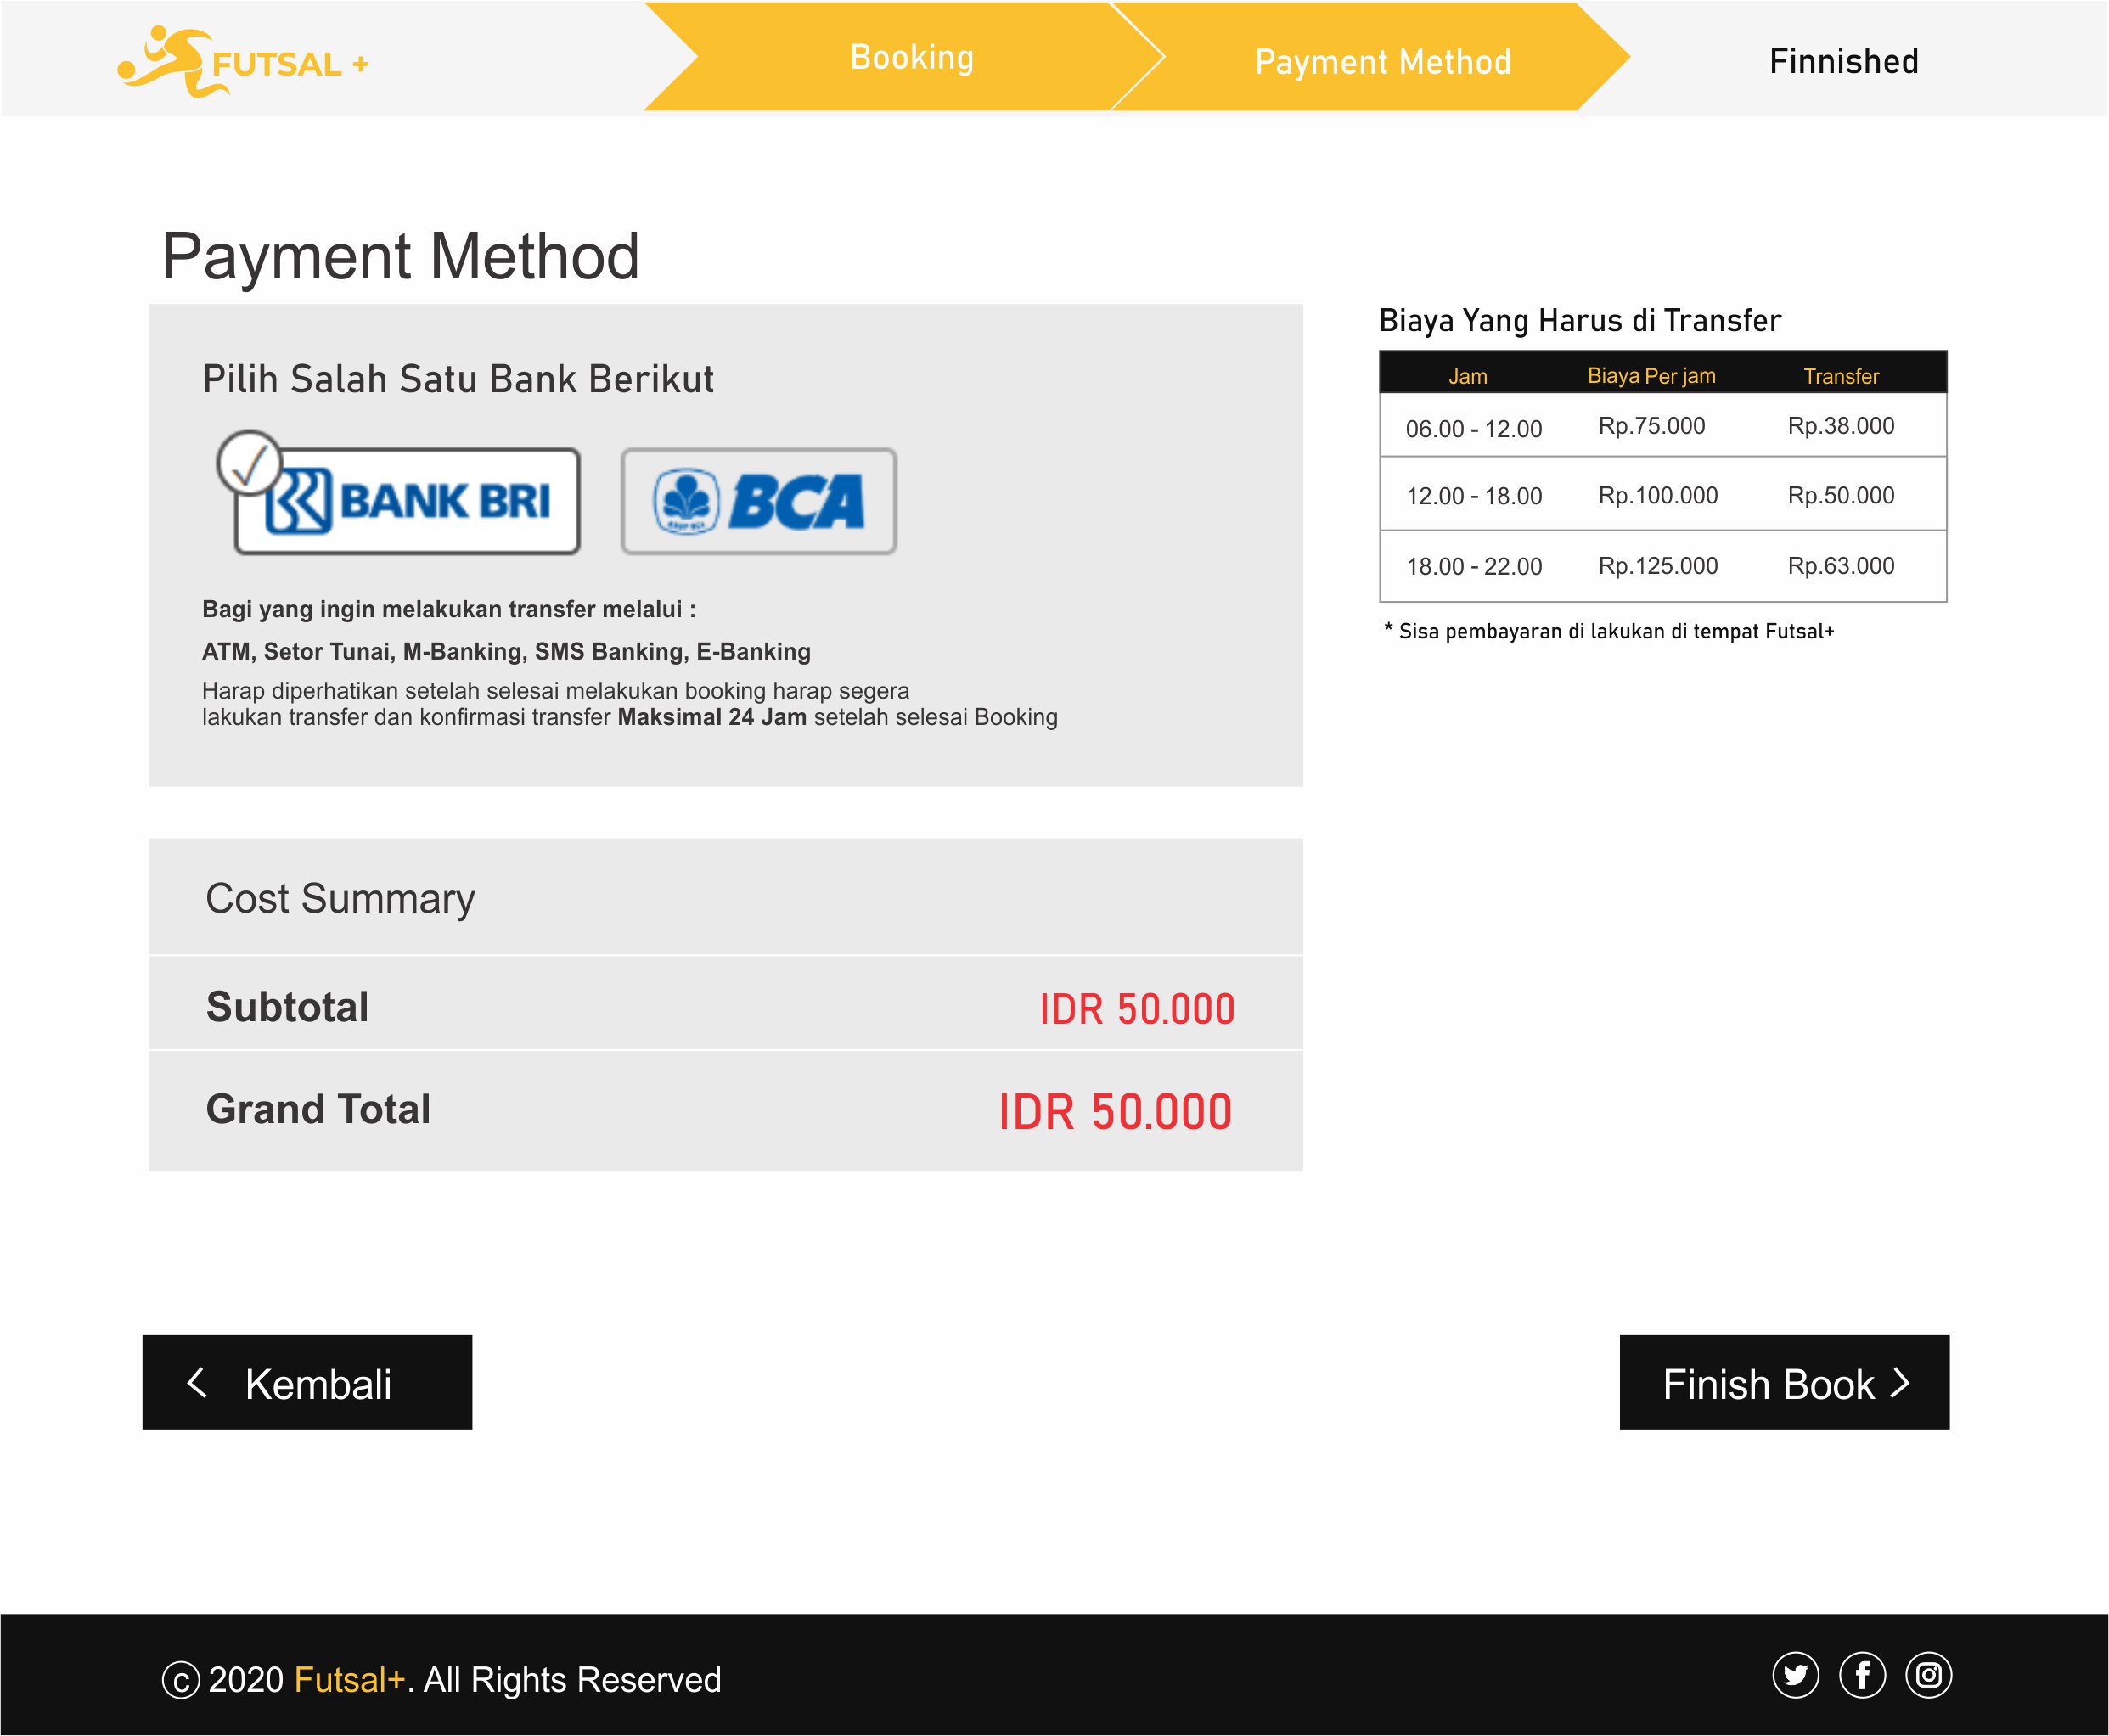 FUTSAL +
Booking
Payment Method
Finnished
Payment Method
Pilih Salah Satu Bank Berikut
BANK BRI
BCA
Bagi yang ingin melakukan transfer melalui :
ATM, Setor Tunai, M-Banking, SMS Banking, E-Banking
Harap diperhatikan setelah selesai melakukan booking harap segera
lakukan transfer dan konfirmasi transfer Maksimal 24 Jam setelah selesai Booking
Biaya Yang Harus di Transfer
Jam Biaya Per jam Transfer
06.00 - 12.00 Rp.75.000 Rp.38.000
12.00 - 18.00 Rp.100.000 Rp.50.000
18.00 - 22.00 Rp.125.000 Rp.63.000
* Sisa pembayaran di lakukan di tempat Futsal+
Cost Summary
Subtotal IDR 50.000
Grand Total IDR 50.000
Kembali
Finish Book
© 2020 Futsal+. All Rights Reserved